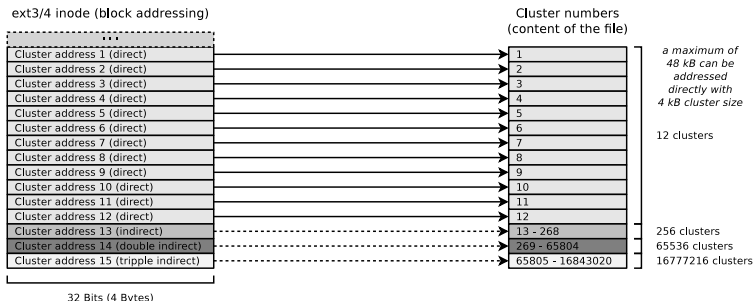 ext3/4 inode (block addressing)
...
Cluster address 1 (direct)
Cluster address 2 (direct)
Cluster address 3 (direct)
Cluster address 4 (direct)
Cluster address 5 (direct)
Cluster address 6 (direct)
Cluster address 7 (direct)
Cluster address 8 (direct)
Cluster address 9 (direct)
Cluster address 10 (direct)
Cluster address 11 (direct)
Cluster address 12 (direct)
Cluster address 13 (indirect)
Cluster address 14 (double indirect)
Cluster address 15 (tripple indirect)
32 Bits (4 Bytes)
Cluster numbers
(content of the file)
1
2
3
4
5
6
7
8
9
10
11
12
13 - 268
269 - 65804
65805 - 16843020
a maximum of
48 kB can be
addressed
directly with
4 kB cluster size
12 clusters
256 clusters
65536 clusters
16777216 clusters